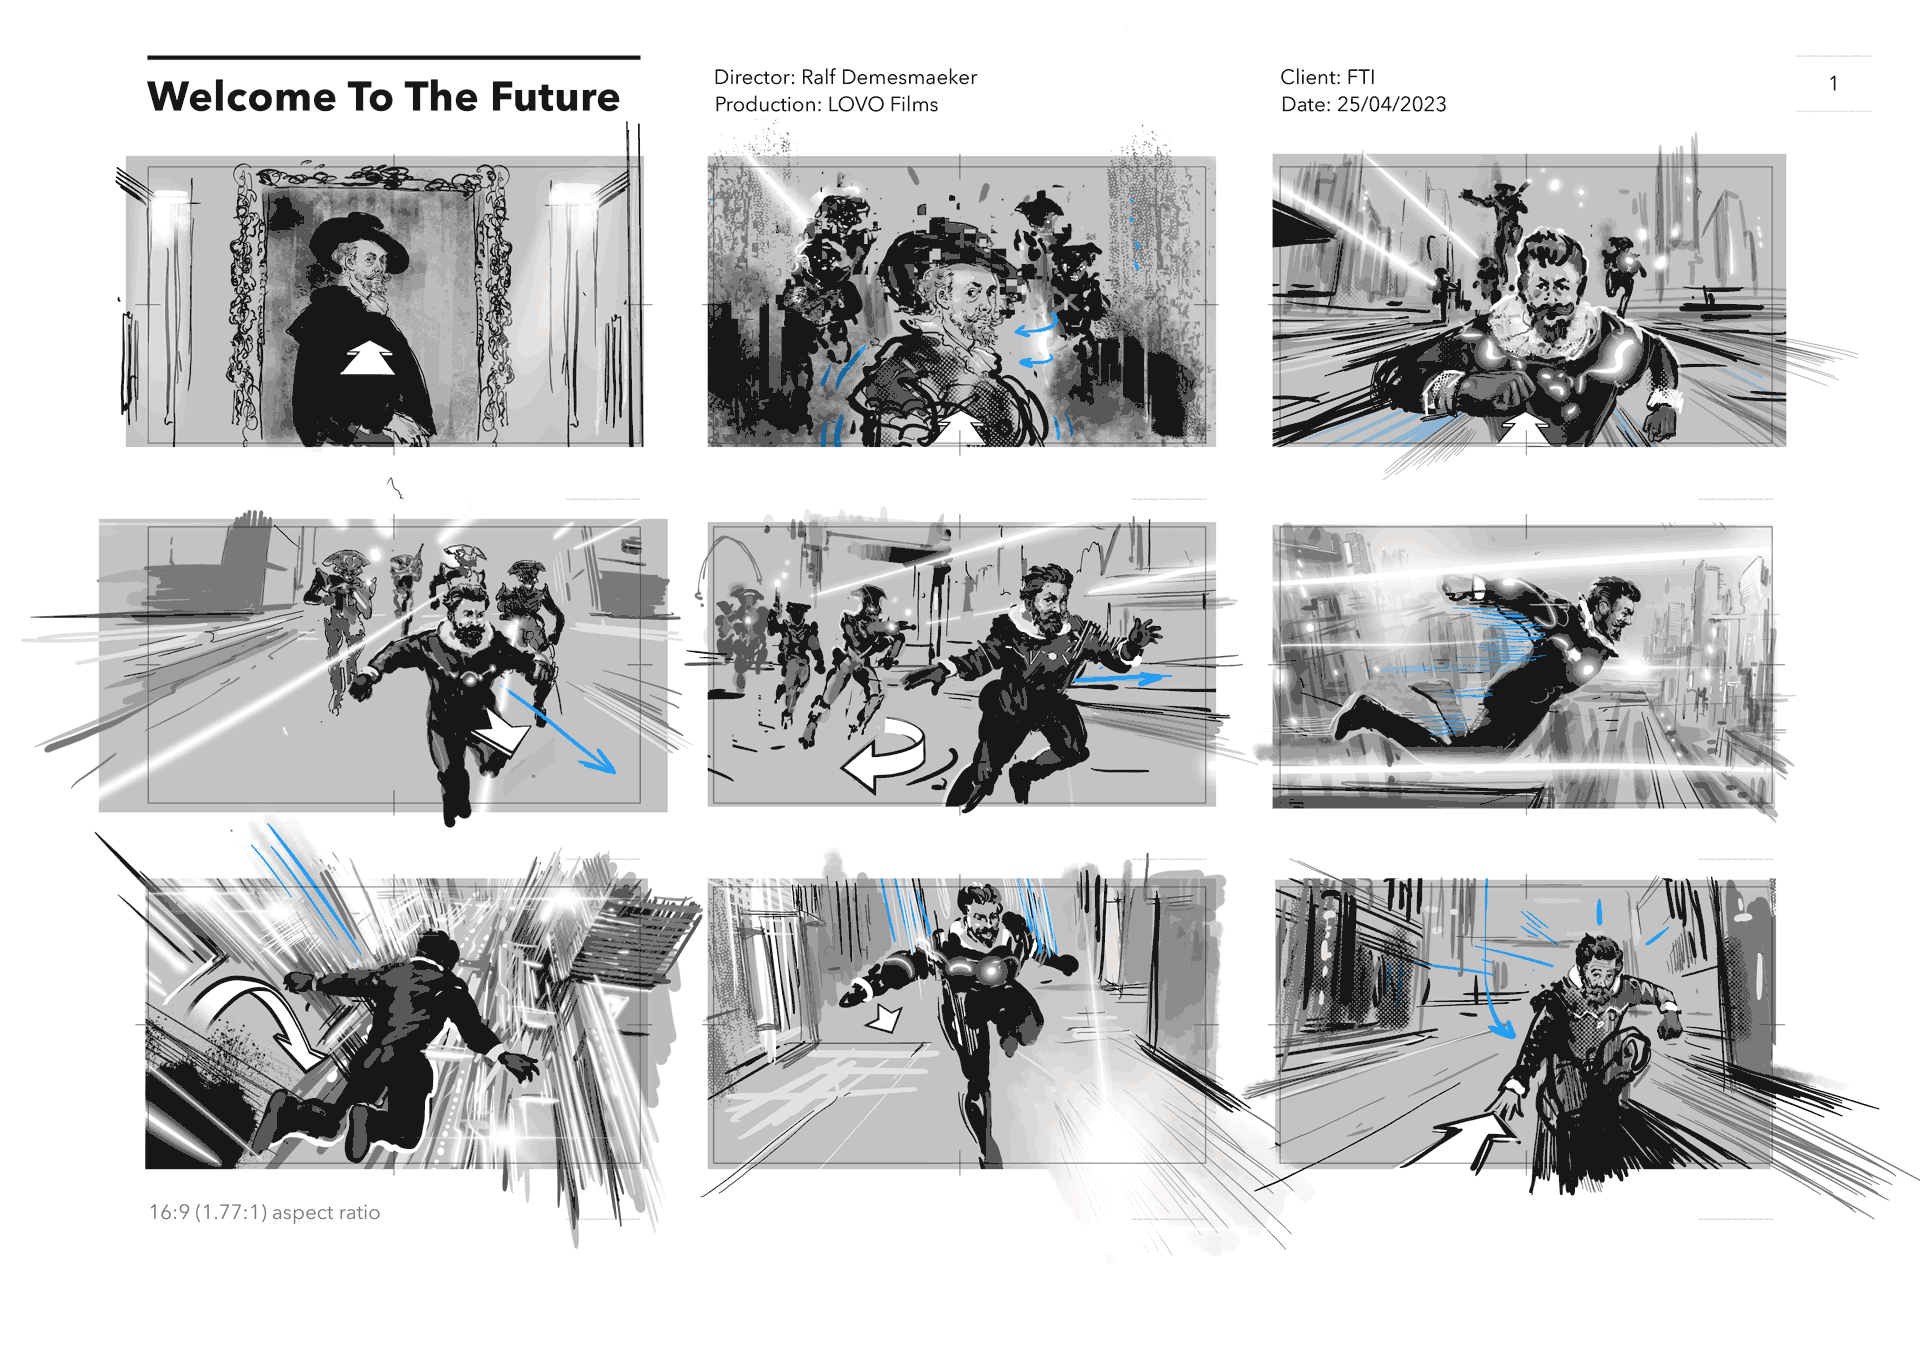 Welcome To The Future
Director: Ralf Demesmaeker
Production: LOVO Films
Client: FTI
Date: 25/04/2023
1
16:9 (1.77:1) aspect ratio